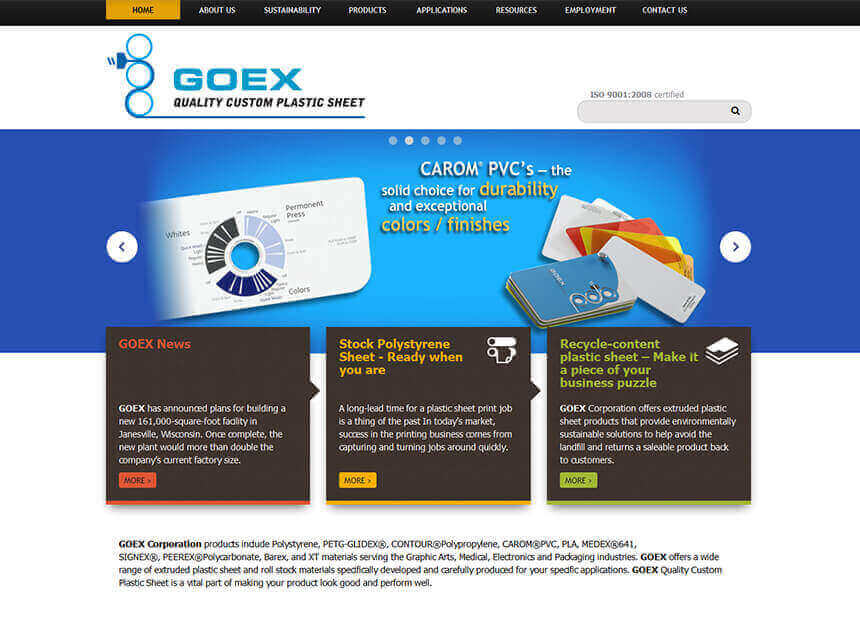 HOME ABOUT US SUSTAINABILITY PRODUCTS APPLICATIONS RESOURCES EMPLOYMENT CONTACT US
GOEX
QUALITY CUSTOM PLASTIC SHEET
ISO 9001:2008 certified
CAROM® PVC's – the
solid choice for durability
and exceptional
colors / finishes
Whites
Permanent
Press
Colors
GOEX
GOEX News
GOEX has announced plans for building a
new 161,000-square-foot facility in
Janesville, Wisconsin. Once complete, the
new plant would more than double the
company's current factory size.
MORE >
Stock Polystyrene
Sheet - Ready when
you are
A long-lead time for a plastic sheet print job
is a thing of the past In today's market,
success in the printing business comes from
capturing and turning jobs around quickly.
MORE >
Recycle-content
plastic sheet – Make it
a piece of your
business puzzle
GOEX Corporation offers extruded plastic
sheet products that provide environmentally
sustainable solutions to help avoid the
landfill and returns a saleable product back
to customers.
MORE >
GOEX Corporation products include Polystyrene, PETG-GLIDEX®, CONTOUR®Polypropylene, CAROM®PVC, PLA, MEDEX®641,
SIGNEX®, PEEREX®Polycarbonate, Barex, and XT materials serving the Graphic Arts, Medical, Electronics and Packaging industries. GOEX offers a wide
range of extruded plastic sheet and roll stock materials specifically developed and carefully produced for your specific applications. GOEX Quality Custom
Plastic Sheet is a vital part of making your product look good and perform well.